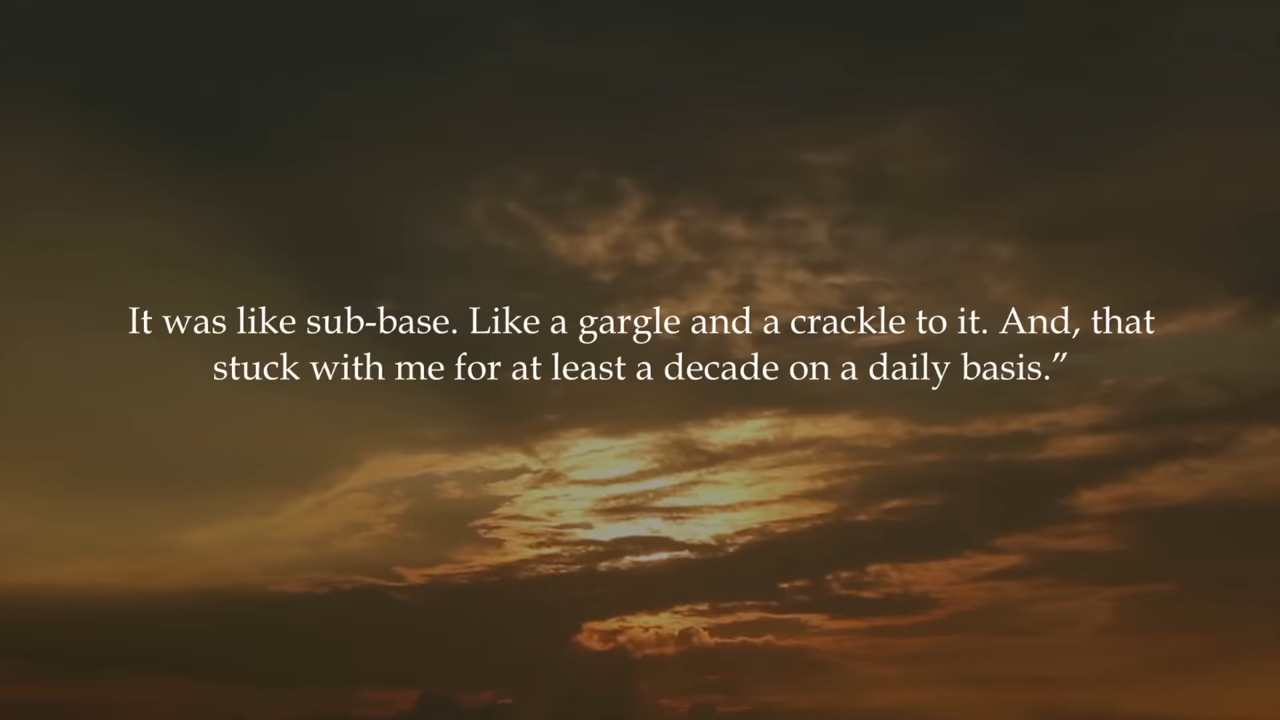 It was like sub-base. Like a gargle and a crackle to it. And, that
stuck with me for at least a decade on a daily basis.”